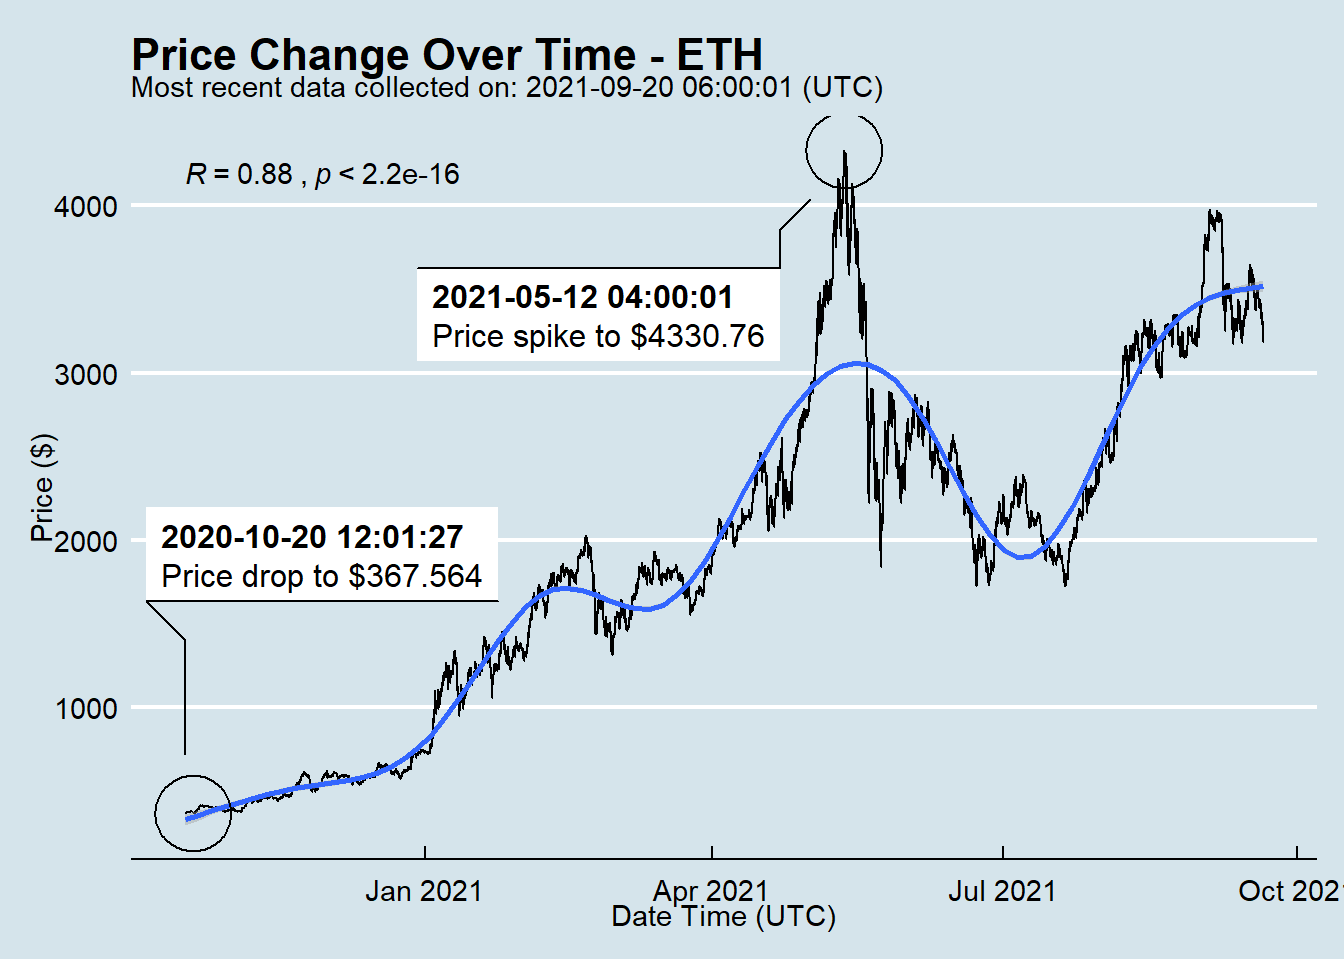 Price Change Over Time - ETH
Most recent data collected on: 2021-09-20 06:00:01 (UTC)
R = 0.88 , p < 2.2e-16
4000
2021-05-12 04:00:01
Price spike to $4330.76
3000
Price ($)
2020-10-20 12:01:27
2000
Price drop to $367.564
1000
Jan 2021
Apr 2021
Jul 2021
Oct 202
Date Time (UTC)